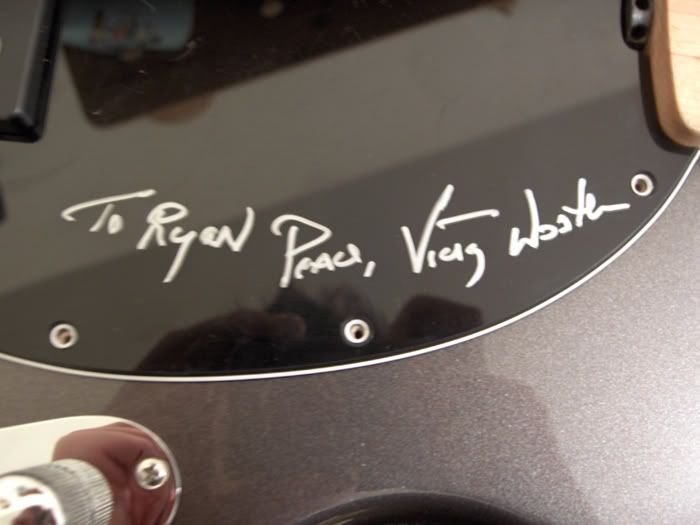 To Ryan Peace, Victor Wooten